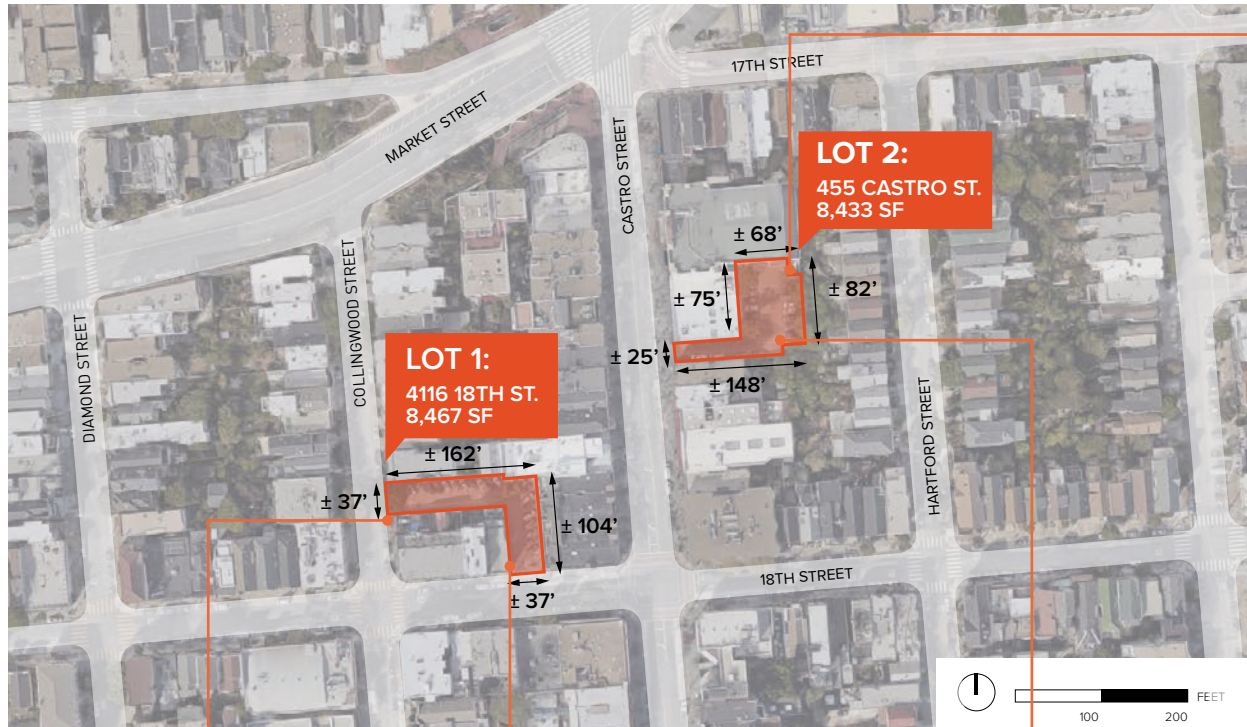 17TH STREET
MARKET STREET
CASTRO STREET
LOT 2:
455 CASTRO ST.
8,433 SF
± 68’
± 75’
± 82’
± 25’
± 148’
COLLINGWOOD STREET
DIAMOND STREET
HARTFORD STREET
LOT 1:
4116 18TH ST.
8,467 SF
± 162’
± 37’
± 104’
± 37’
18TH STREET
FEET
100
200